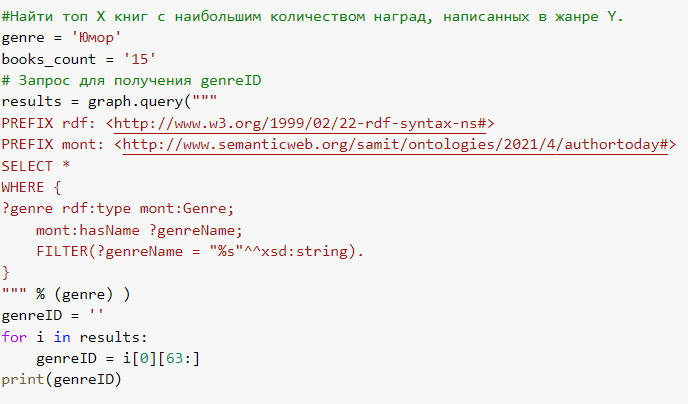 #Найти топ X книг с наибольшим количеством наград, написанных в жанре Y.
genre = 'Юмор'
books_count = '15'
# Запрос для получения genreID
results = graph.query("""
PREFIX rdf: <http://www.w3.org/1999/02/22-rdf-syntax-ns#>
PREFIX mont: <http://www.semanticweb.org/samit/ontologies/2021/4/authortoday#>
SELECT *
WHERE {
?genre rdf:type mont:Genre;
    mont:hasName ?genreName;
    FILTER(?genreName = "%s"^^xsd:string).
}
""" % (genre) )
genreID = ''
for i in results:
    genreID = i[0][63:]
print(genreID)